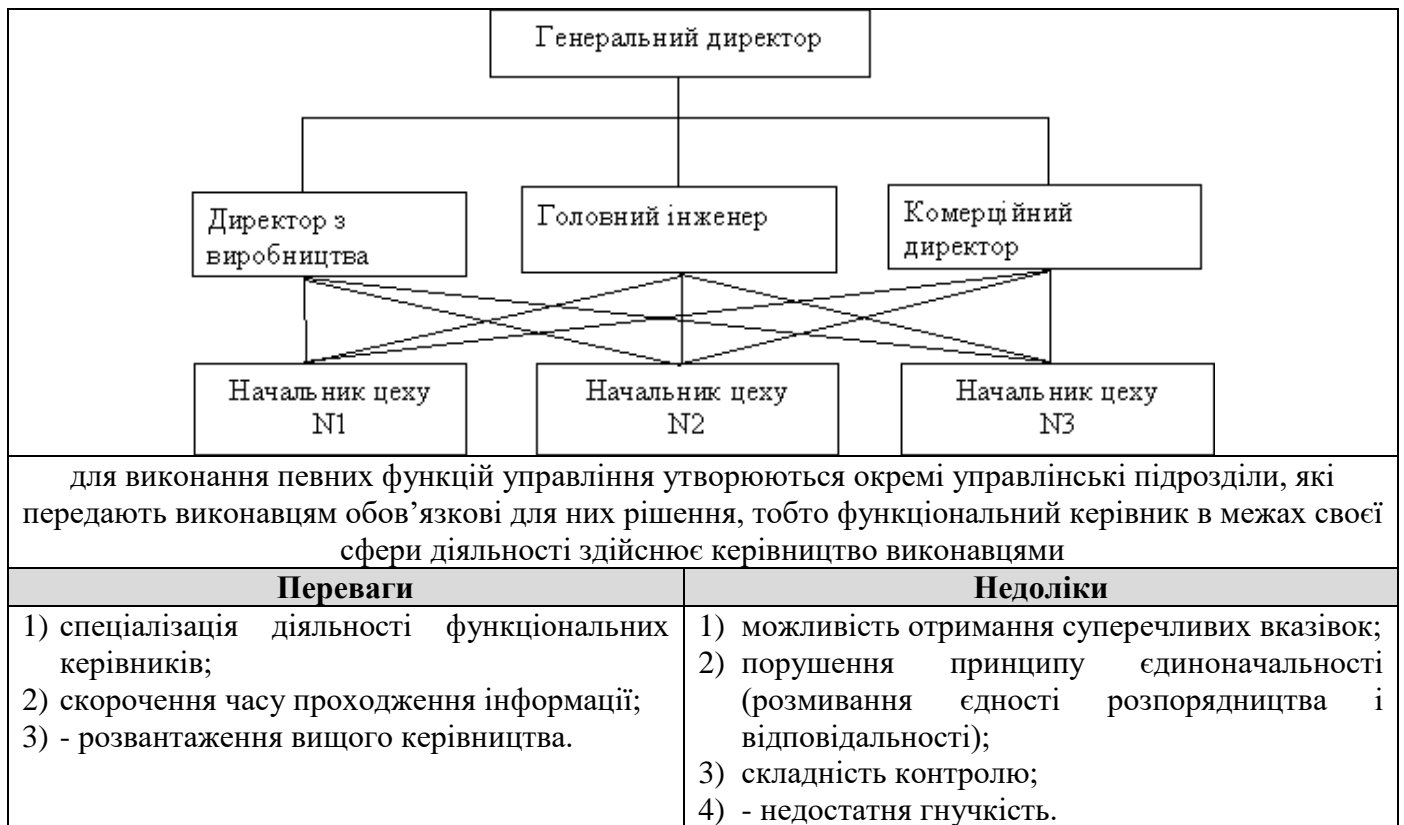 Генеральний директор
Директор з
виробництва
Головний інженер
Комерційний
директор
Начальник цеху
N1
Начальник цеху
N2
Начальник цеху
N3
для виконання певних функцій управління утворюються окремі управлінські підрозділи, які
передають виконавцям обов’язкові для них рішення, тобто функціональний керівник в межах своєї
сфери діяльності здійснює керівництво виконавцями
Переваги
1) спеціалізація діяльності функціональних
керівників;
2) скорочення часу проходження інформації;
3) - розвантаження вищого керівництва.
Недоліки
1) можливість отримання суперечливих вказівок;
2) порушення принципу єдиноначальності
(розмивання єдності розпорядництва і
відповідальності);
3) складність контролю;
4) - недостатня гнучкість.